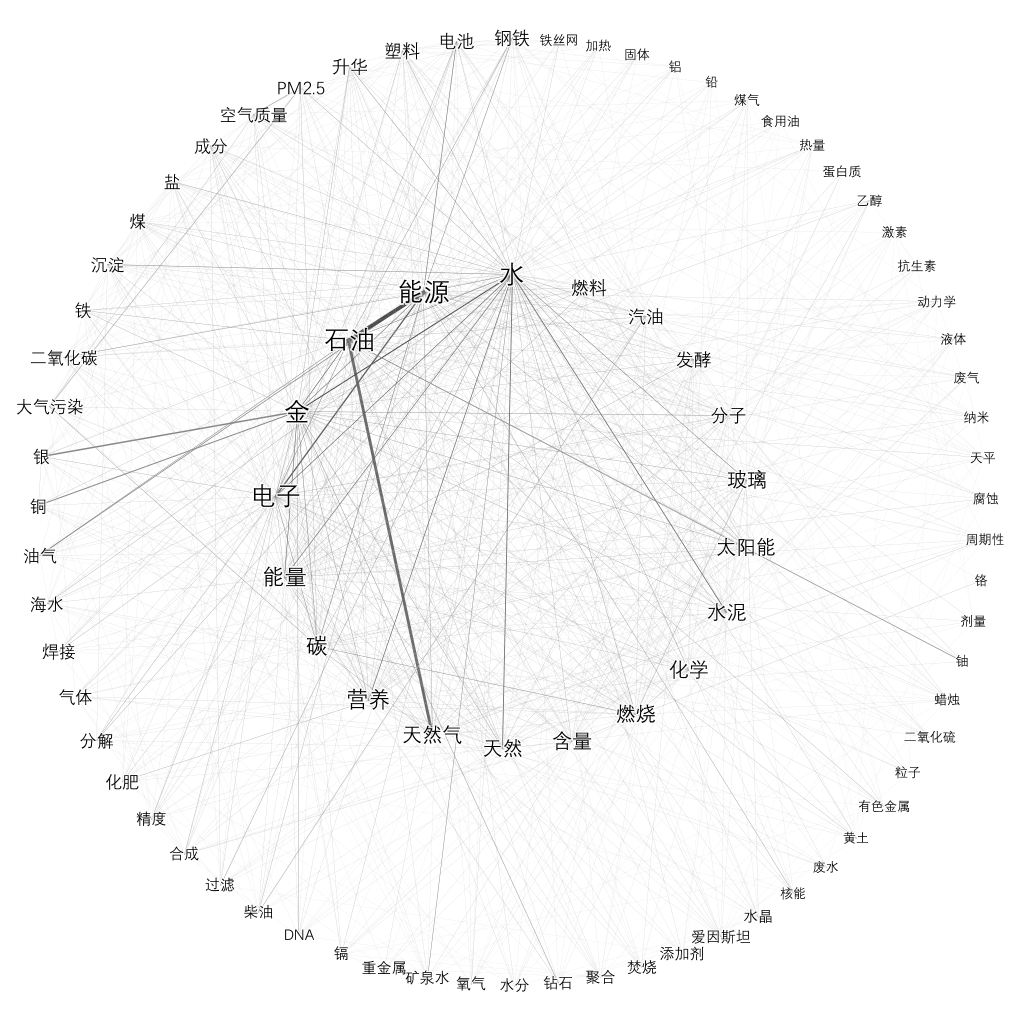 钢铁
铁丝网
加热
固体
铝
铅
煤气
食用油
热量
蛋白质
乙醇
激素
抗生素
动力学
液体
废气
纳米
天平
腐蚀
周期性
铬
剂量
铀
蜡烛
二氧化硫
粒子
有色金属
黄土
废水
核能
水晶
爱因斯坦
添加剂
焚烧
聚合
钻石
水分
氧气
矿泉水
重金属
镉
DNA
柴油
过滤
合成
精度
化肥
分解
气体
焊接
海水
油气
铜
银
大气污染
二氧化碳
铁
沉淀
煤
盐
成分
空气质量
PM2.5
升华
塑料
电池
水
燃料
汽油
发酵
分子
玻璃
太阳能
水泥
化学
燃烧
含量
天然
天然气
营养
碳
能量
电子
金
石油
能源